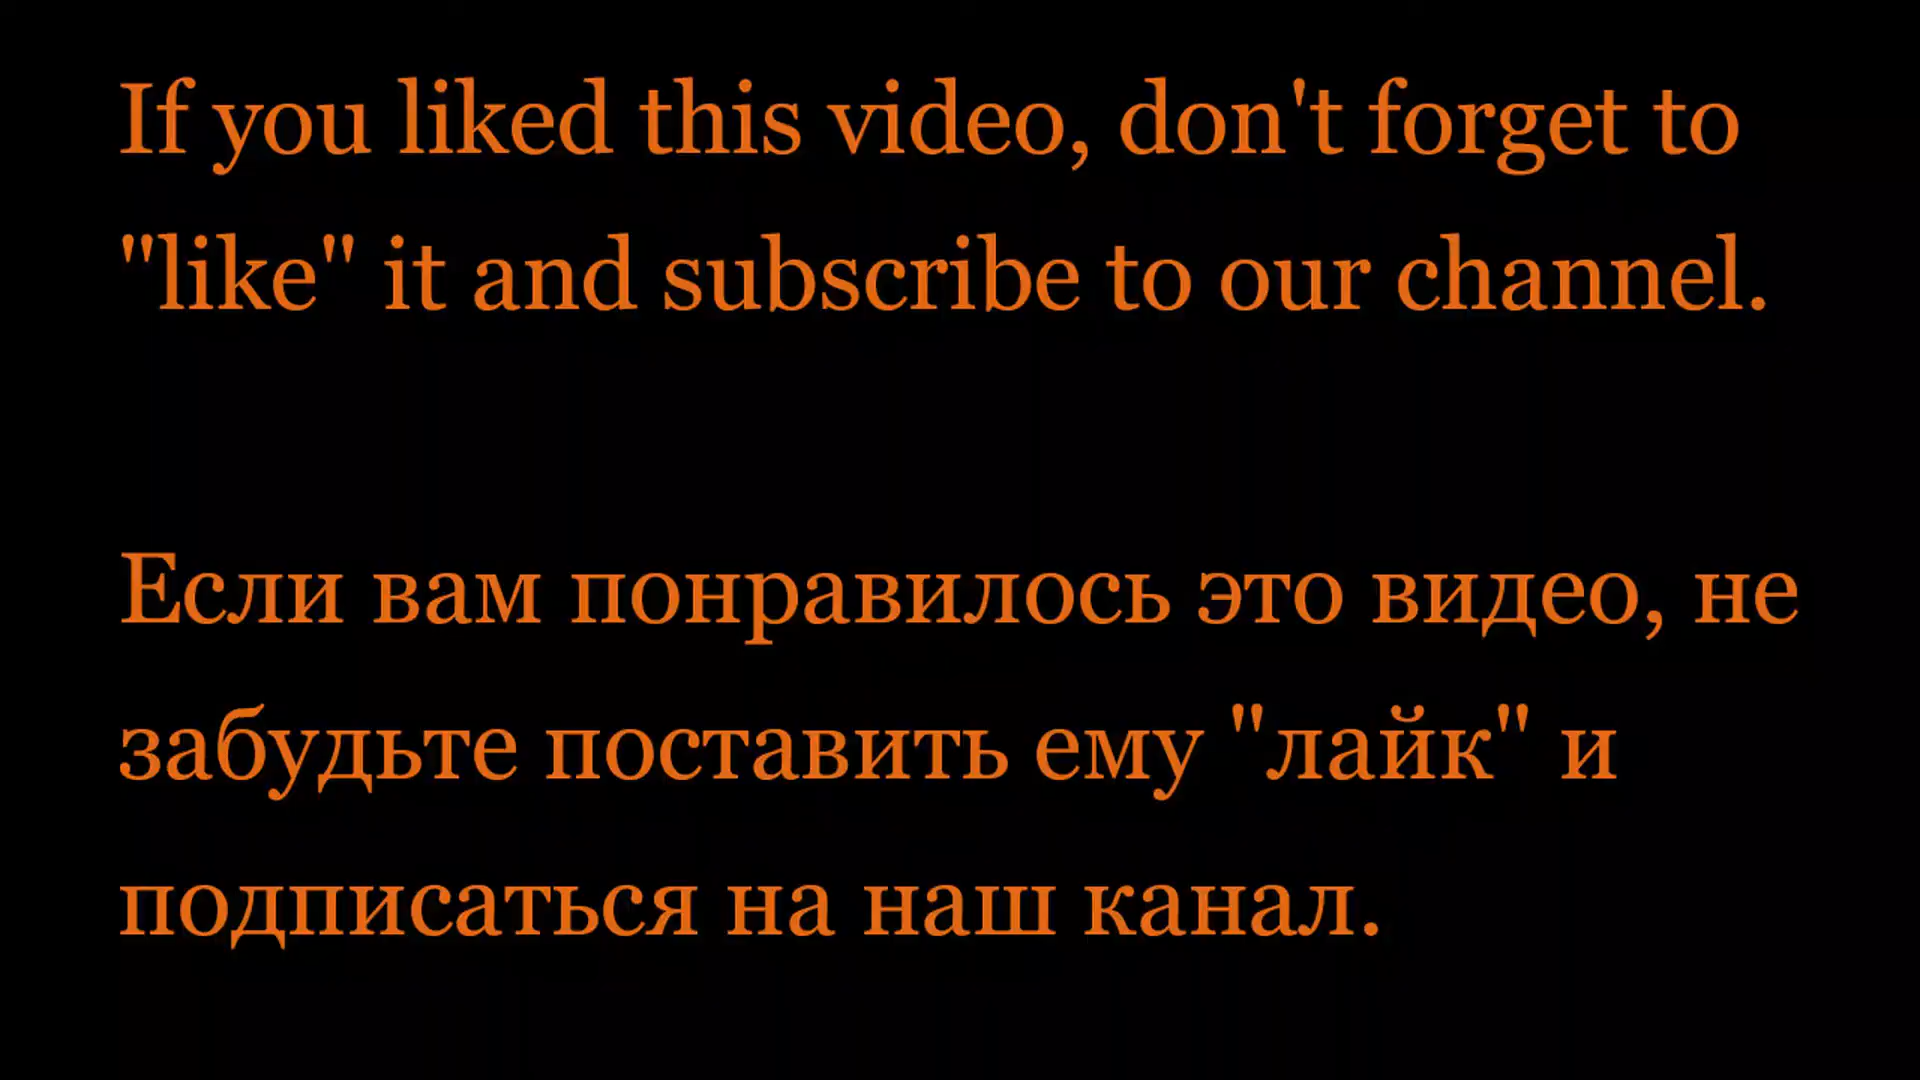 If you liked this video, don't forget to
"like" it and subscribe to our channel.
Если вам понравилось это видео, не
забудьте поставить ему "лайк" и
подписаться на наш канал.